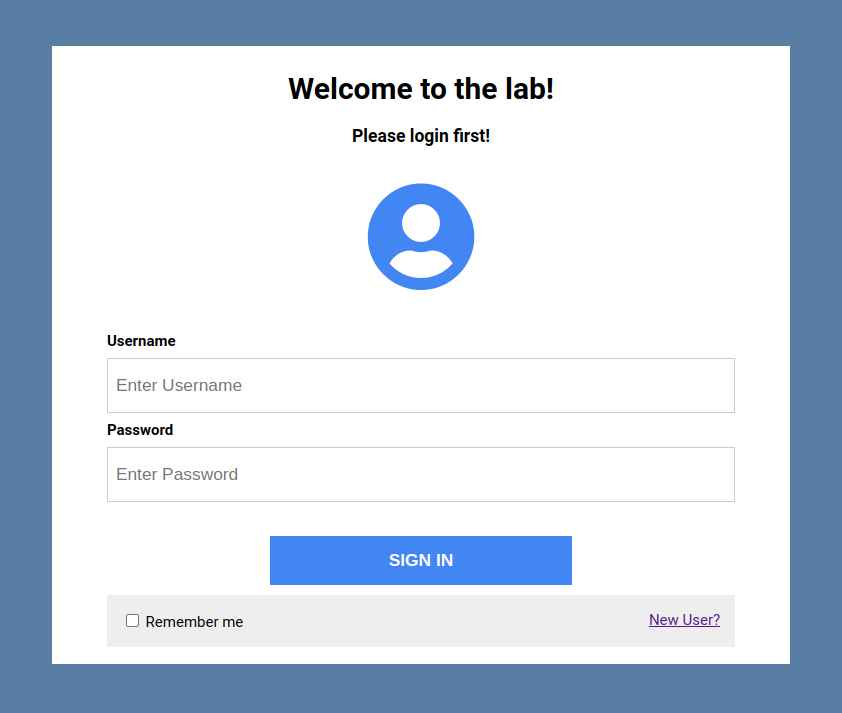 Welcome to the lab!
Please login first!
Username
Enter Username
Password
Enter Password
SIGN IN
Remember me New User?